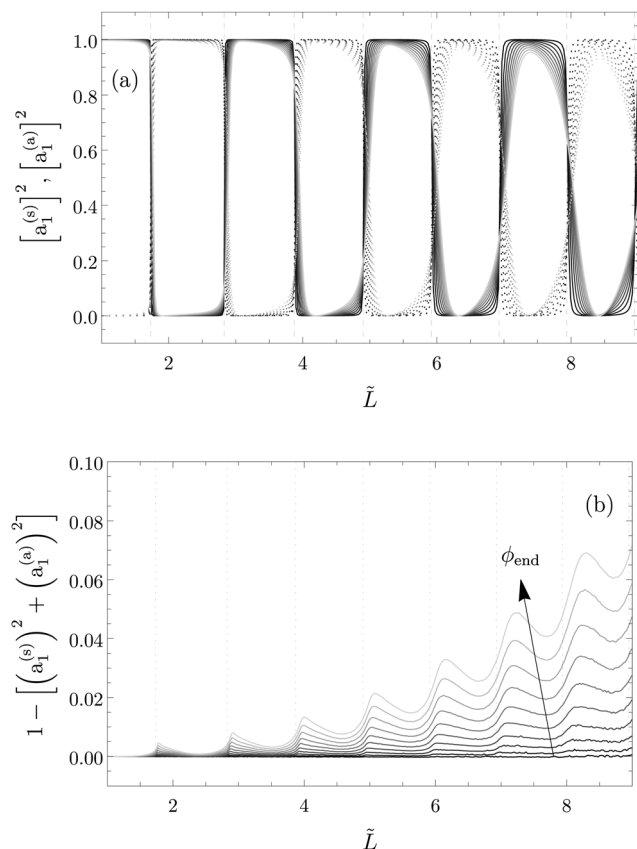 (a)
[a₁⁽ˢ⁾]², [a₁⁽ᵃ⁾]²
1.0
0.8
0.6
0.4
0.2
0.0
2 4 6 8
L̃
(b)
1 − [(a₁⁽ˢ⁾)² + (a₁⁽ᵃ⁾)²]
0.10
0.08
0.06
0.04
0.02
0.00
ϕend
2 4 6 8
L̃